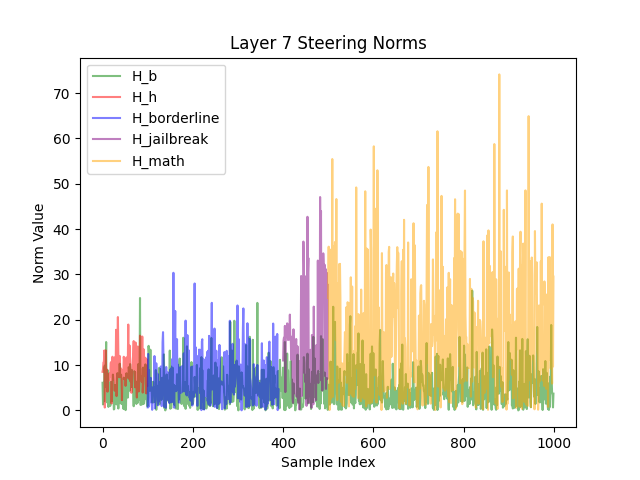 Layer 7 Steering Norms
H_b
H_h
H_borderline
H_jailbreak
H_math
Norm Value
70
60
50
40
30
20
10
0
0 200 400 600 800 1000
Sample Index